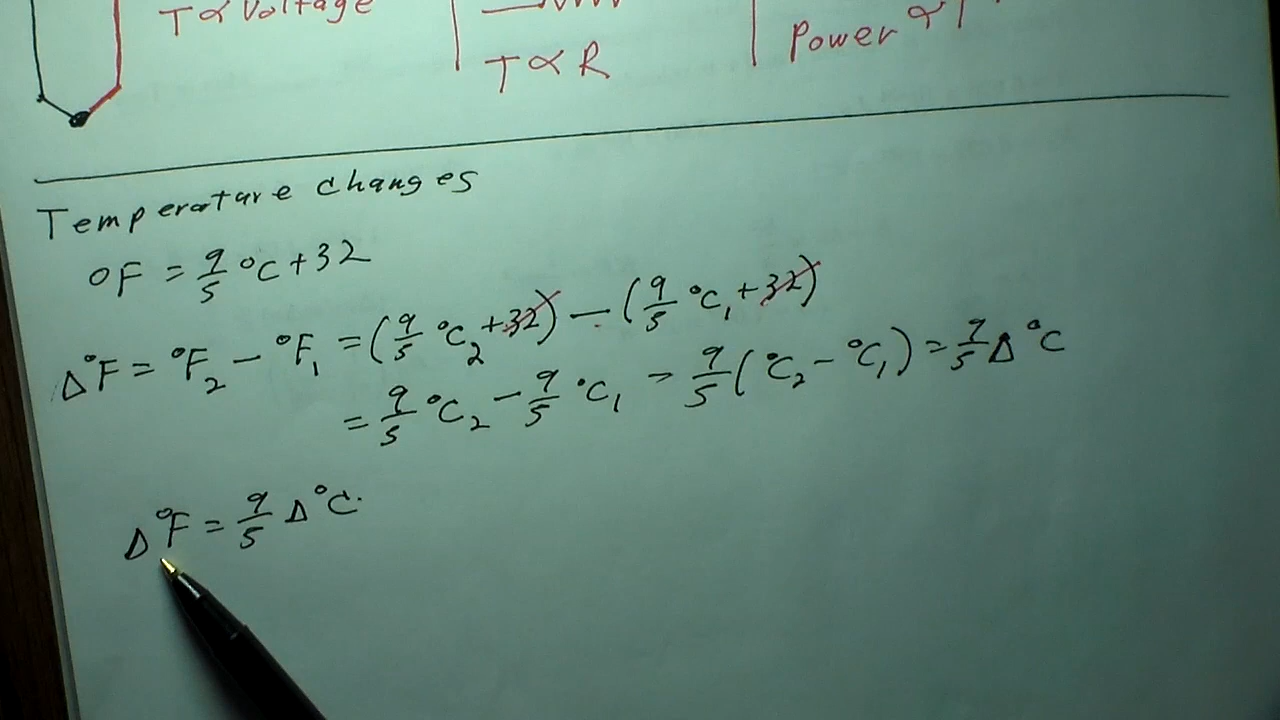 T∝Voltage
T∝R
Power ∝
Temperature changes
°F = 9/5 °C + 32
Δ°F = °F₂ − °F₁ = (9/5 °C₂ + 32) − (9/5 °C₁ + 32)
= 9/5 °C₂ − 9/5 °C₁ = 9/5 (°C₂ − °C₁) = 9/5 Δ°C
Δ°F = 9/5 Δ°C.